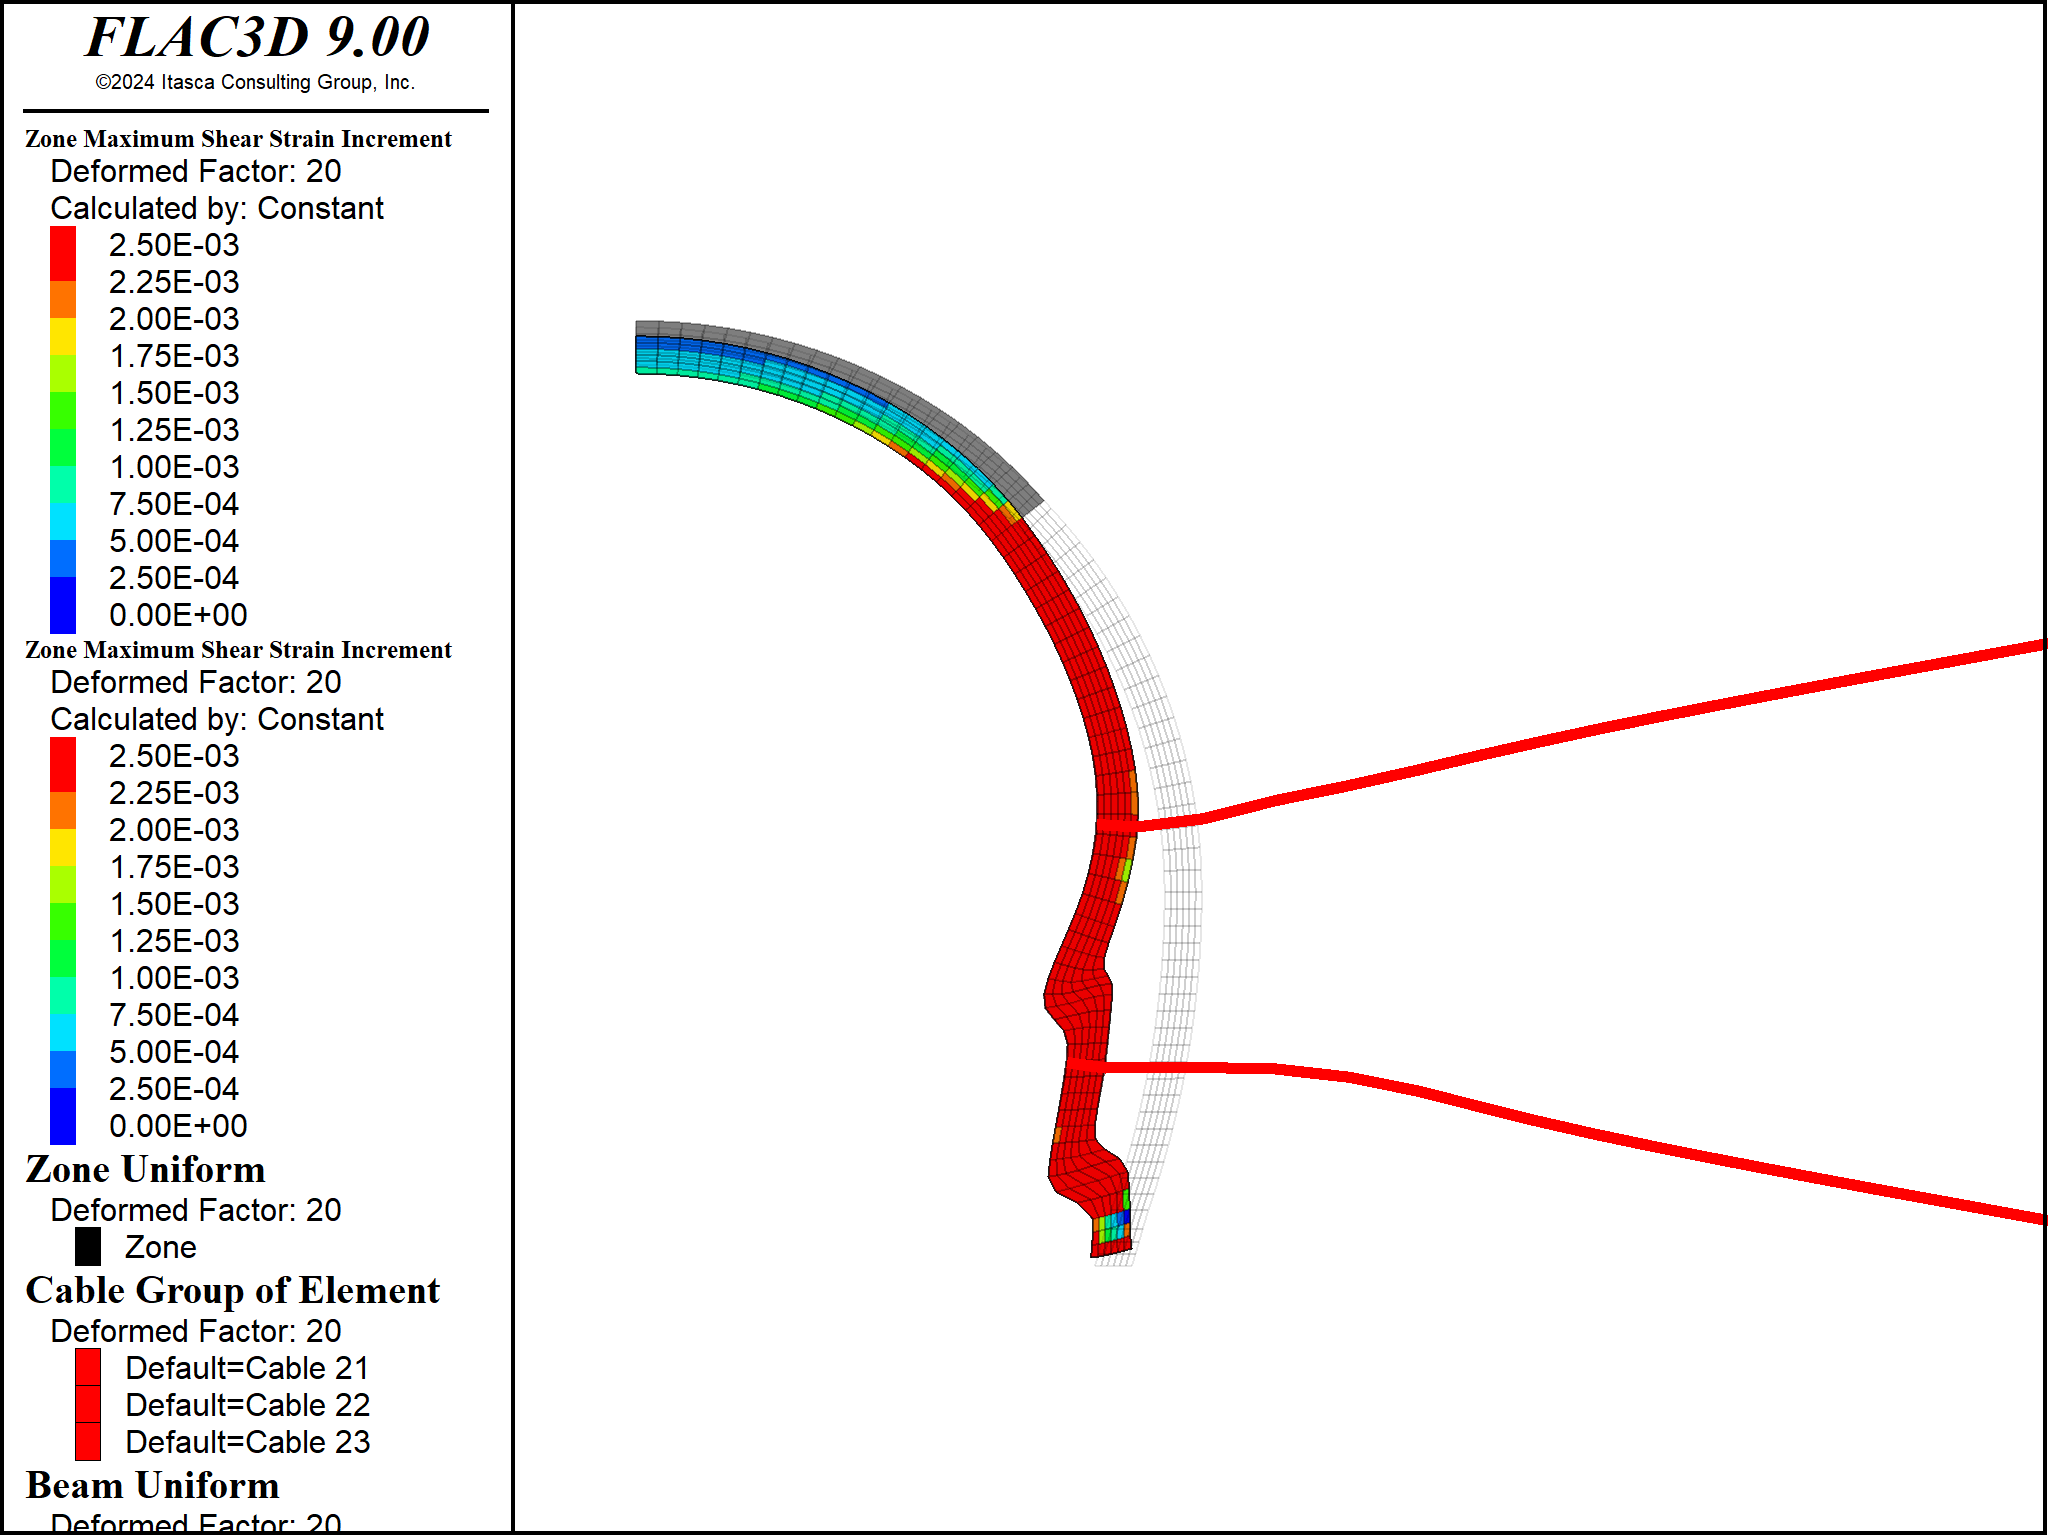 FLAC3D 9.00
©2024 Itasca Consulting Group, Inc.
Zone Maximum Shear Strain Increment
Deformed Factor: 20
Calculated by: Constant
2.50E-03
2.25E-03
2.00E-03
1.75E-03
1.50E-03
1.25E-03
1.00E-03
7.50E-04
5.00E-04
2.50E-04
0.00E+00
Zone Maximum Shear Strain Increment
Deformed Factor: 20
Calculated by: Constant
2.50E-03
2.25E-03
2.00E-03
1.75E-03
1.50E-03
1.25E-03
1.00E-03
7.50E-04
5.00E-04
2.50E-04
0.00E+00
Zone Uniform
Deformed Factor: 20
Zone
Cable Group of Element
Deformed Factor: 20
Default=Cable 21
Default=Cable 22
Default=Cable 23
Beam Uniform
Deformed Factor: 20